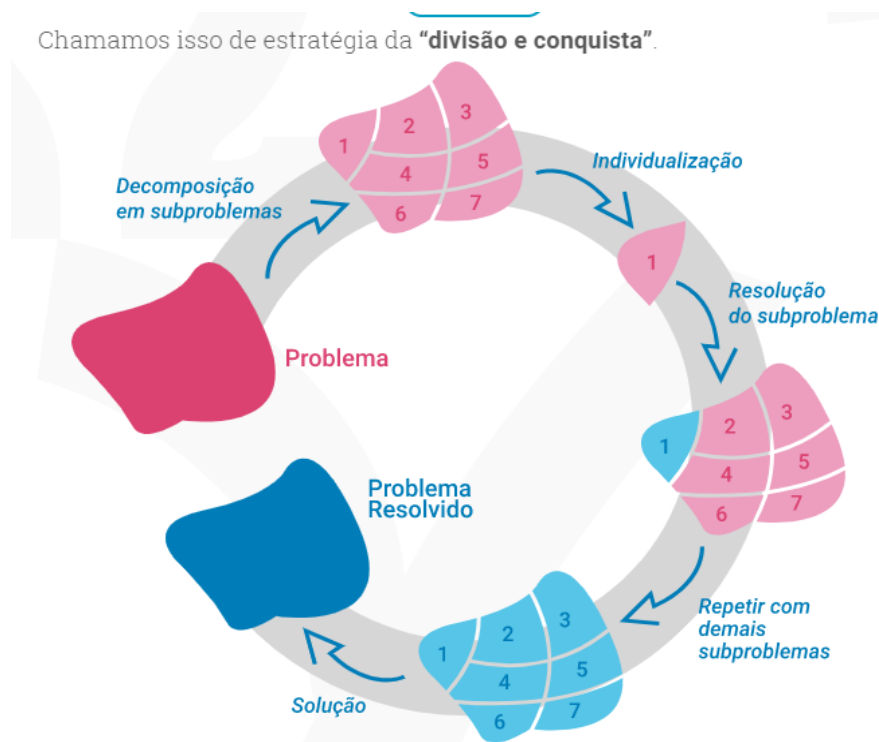 Chamamos isso de estratégia da “divisão e conquista”.
1
2
3
4
5
6
7
Decomposição
em subproblemas
Individualização
1
Problema
Resolução
do subproblema
1
2
3
4
5
6
7
Problema
Resolvido
Repetir com
demais
subproblemas
1
2
3
4
5
6
7
Solução